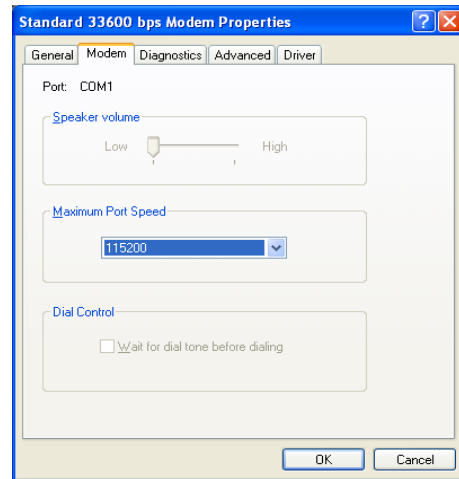 Standard 33600 bps Modem Properties
General Modem Diagnostics Advanced Driver
Port: COM1
Speaker volume
Low High
Maximum Port Speed
115200
Dial Control
Wait for dial tone before dialing
OK Cancel